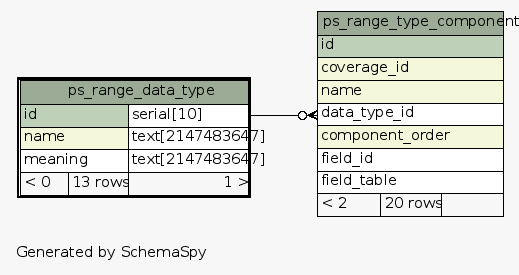 ps_range_data_type
id serial[10]
name text[2147483647]
meaning text[2147483647]
< 0 13 rows 1 >
ps_range_type_component
id
coverage_id
name
data_type_id
component_order
field_id
field_table
< 2 20 rows
Generated by SchemaSpy